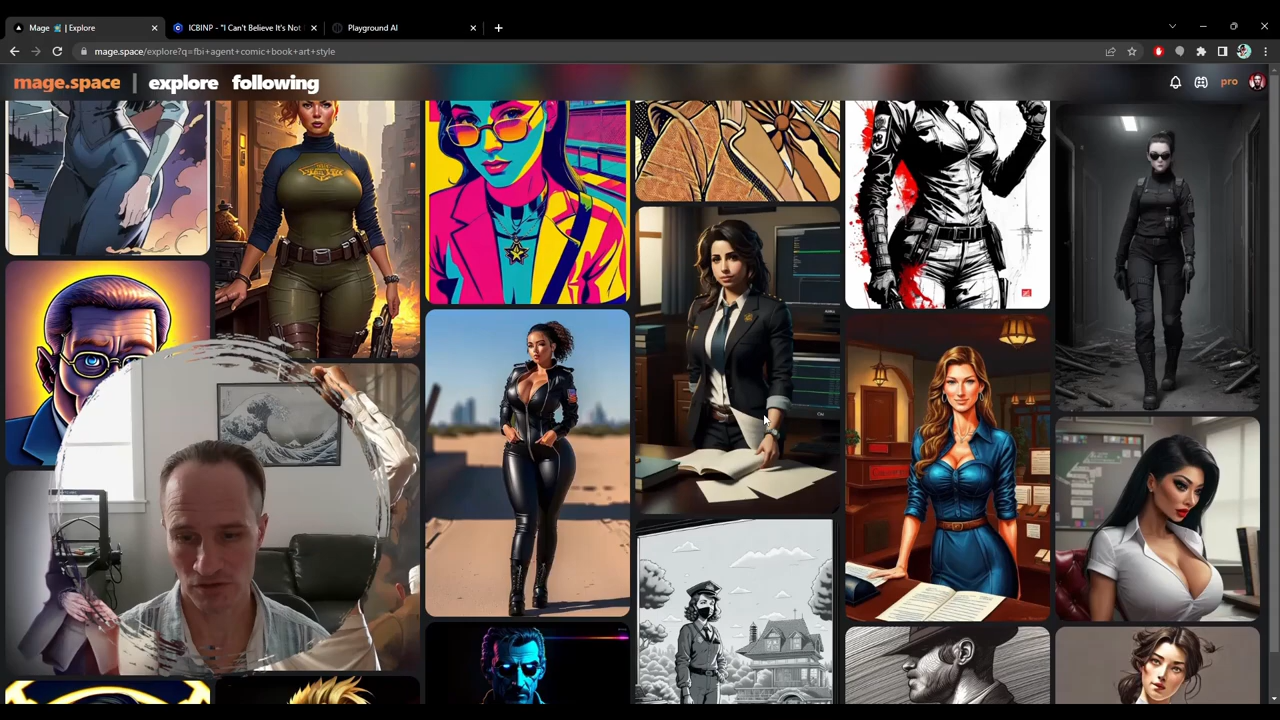 Mage | Explore
ICBINP - "I Can't Believe It's Not
Playground AI
mage.space/explore?q=fbi+agent+comic+book+art+style
mage.space | explore following
pro